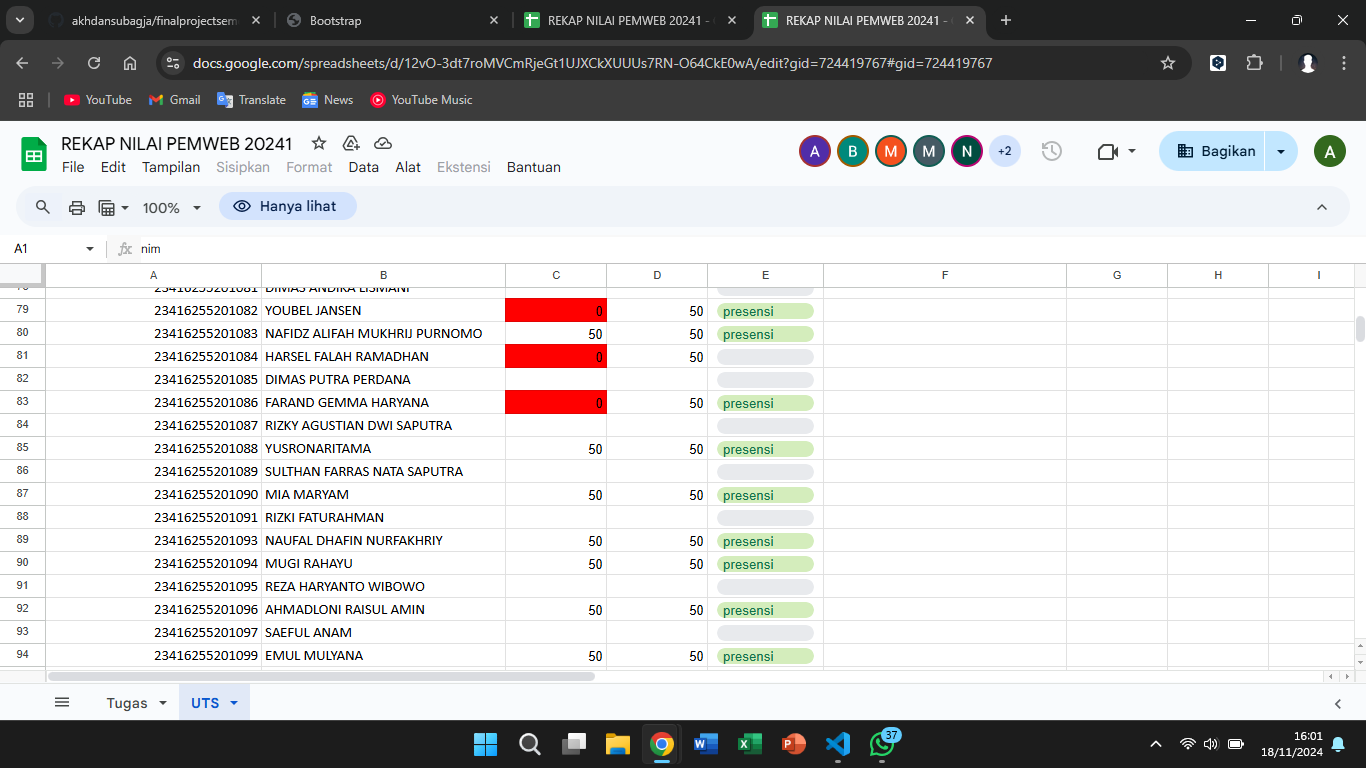 akhdansubagja/finalprojectsem
Bootstrap
REKAP NILAI PEMWEB 20241 -
REKAP NILAI PEMWEB 20241 -
docs.google.com/spreadsheets/d/12vO-3dt7roMVCmRjeGt1UJXCkXUUUs7RN-O64CkE0wA/edit?gid=724419767#gid=724419767
YouTube Gmail Translate News YouTube Music
REKAP NILAI PEMWEB 20241
A B M M N +2
Bagikan
A
File Edit Tampilan Sisipkan Format Data Alat Ekstensi Bantuan
100% Hanya lihat
A1 fx nim
A B C D E F G H I
23416255201081 DIMAS ANDIKA LISMANI
79 23416255201082 YOUBEL JANSEN 0 50 presensi
80 23416255201083 NAFIDZ ALIFAH MUKHRIJ PURNOMO 50 50 presensi
81 23416255201084 HARSEL FALAH RAMADHAN 0 50
82 23416255201085 DIMAS PUTRA PERDANA
83 23416255201086 FARAND GEMMA HARYANA 0 50 presensi
84 23416255201087 RIZKY AGUSTIAN DWI SAPUTRA
85 23416255201088 YUSRONARITAMA 50 50 presensi
86 23416255201089 SULTHAN FARRAS NATA SAPUTRA
87 23416255201090 MIA MARYAM 50 50 presensi
88 23416255201091 RIZKI FATURAHMAN
89 23416255201093 NAUFAL DHAFIN NURFAKHRIY 50 50 presensi
90 23416255201094 MUGI RAHAYU 50 50 presensi
91 23416255201095 REZA HARYANTO WIBOWO
92 23416255201096 AHMADLONI RAISUL AMIN 50 50 presensi
93 23416255201097 SAEFUL ANAM
94 23416255201099 EMUL MULYANA 50 50 presensi
Tugas UTS
37
16:01
18/11/2024